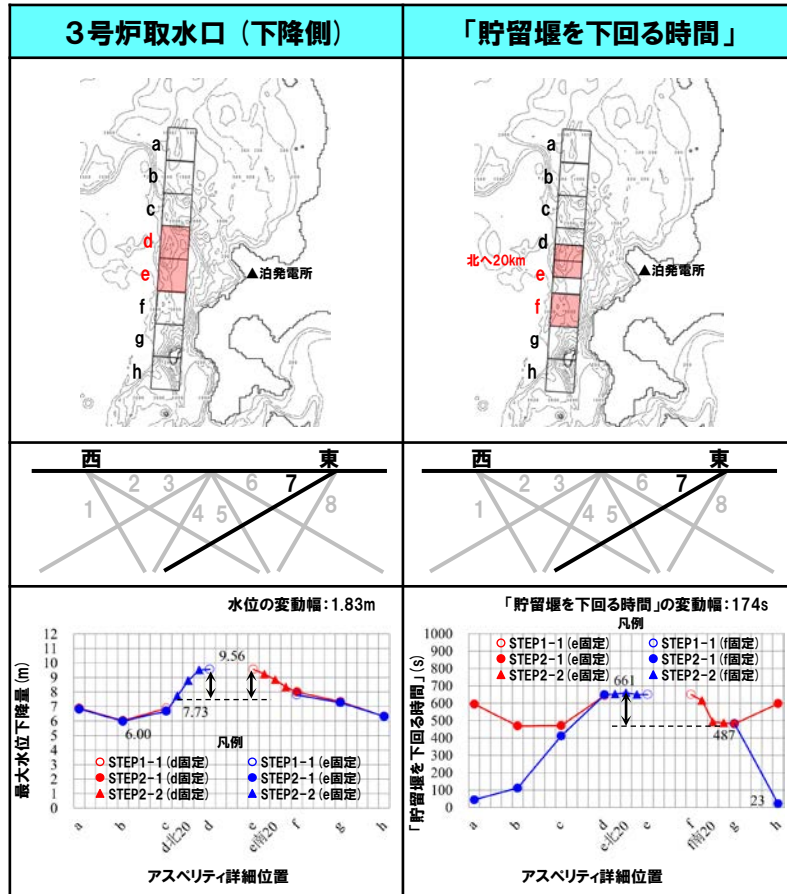 3号炉取水口（下降側）
「貯留堰を下回る時間」
a
b
c
d
e
f
g
h
▲泊発電所
a
b
c
d
北へ20km
e
f
g
h
▲泊発電所
西
東
1
2
3
4
5
6
7
8
西
東
1
2
3
4
5
6
7
8
水位の変動幅：1.83m
最大水位下降量（m）
12
11
10
9
8
7
6
5
4
3
2
1
0
9.56
7.73
6.00
凡例
STEP1-1（d固定）
STEP2-1（d固定）
STEP2-2（d固定）
STEP1-1（e固定）
STEP2-1（e固定）
STEP2-2（e固定）
a
b
c
d-北20
d
e
e南20
f
g
h
アスペリティ詳細位置
「貯留堰を下回る時間」の変動幅：174s
凡例
STEP1-1（e固定）
STEP2-1（e固定）
STEP2-2（e固定）
STEP1-1（f固定）
STEP2-1（f固定）
STEP2-2（f固定）
「貯留堰を下回る時間」（s）
1000
900
800
700
600
500
400
300
200
100
0
661
487
23
a
b
c
d
e-北20
e
f
f南20
g
h
アスペリティ詳細位置